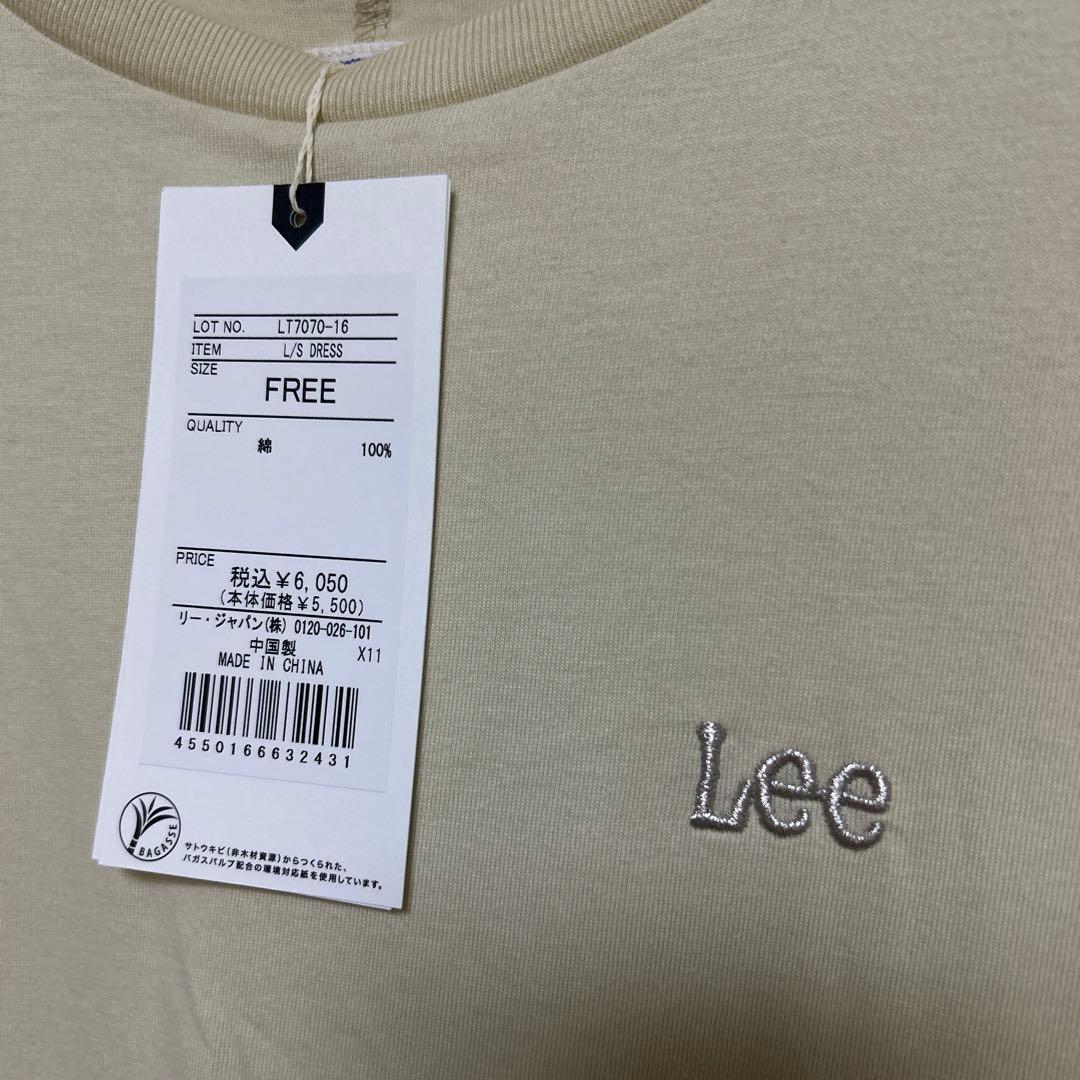 LOT NO. LT7070-16
ITEM L/S DRESS
SIZE
FREE
QUALITY
綿 100%
PRICE
税込¥6,050
(本体価格¥5,500)
リー・ジャパン(株) 0120-026-101
中国製 X11
MADE IN CHINA
4550166632431
BAGASSE
サトウキビ(非木材資源)からつくられた、
バガスパルプ配合の環境対応紙を使用しています。
Lee